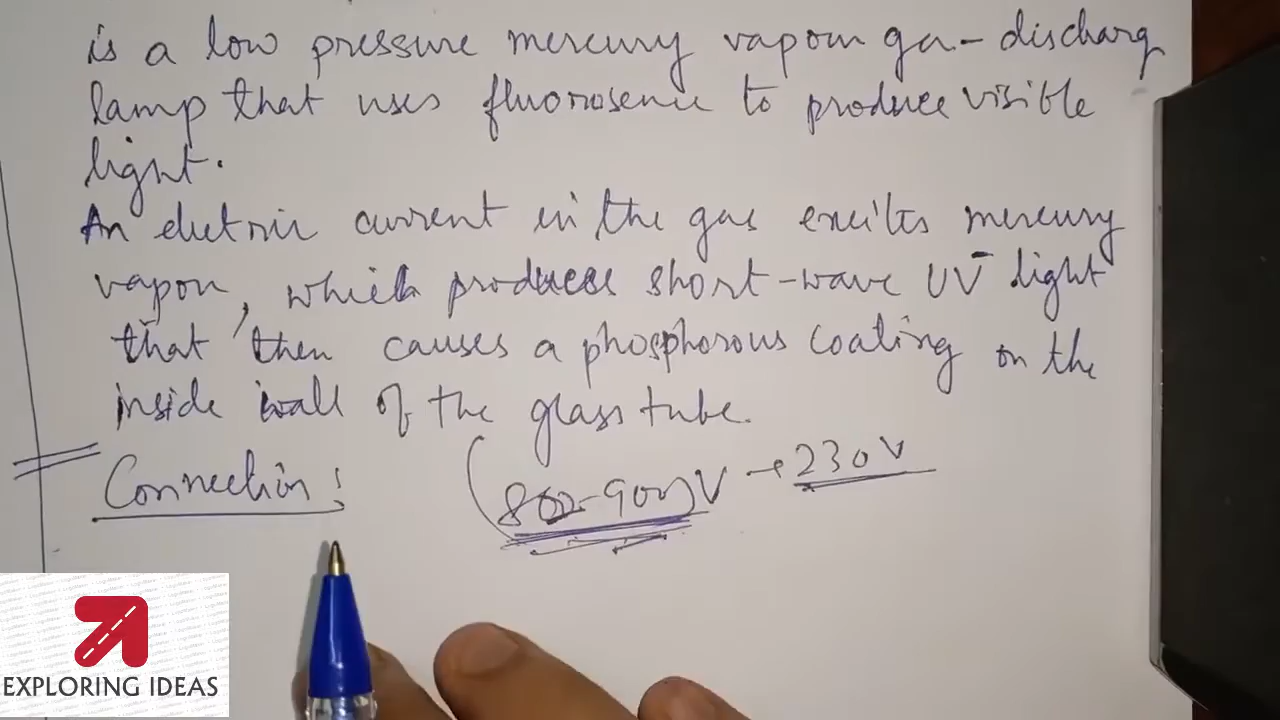 is a low pressure mercury vapour gas-discharg
lamp that uses fluorosence to produce visible
light.
An electric current in the gas excites mercury
vapour, which produces short-wave UV light
that then causes a phosphorous coating on the
inside wall of the glass tube.
Connection: (800-900)V → 230V
EXPLORING IDEAS